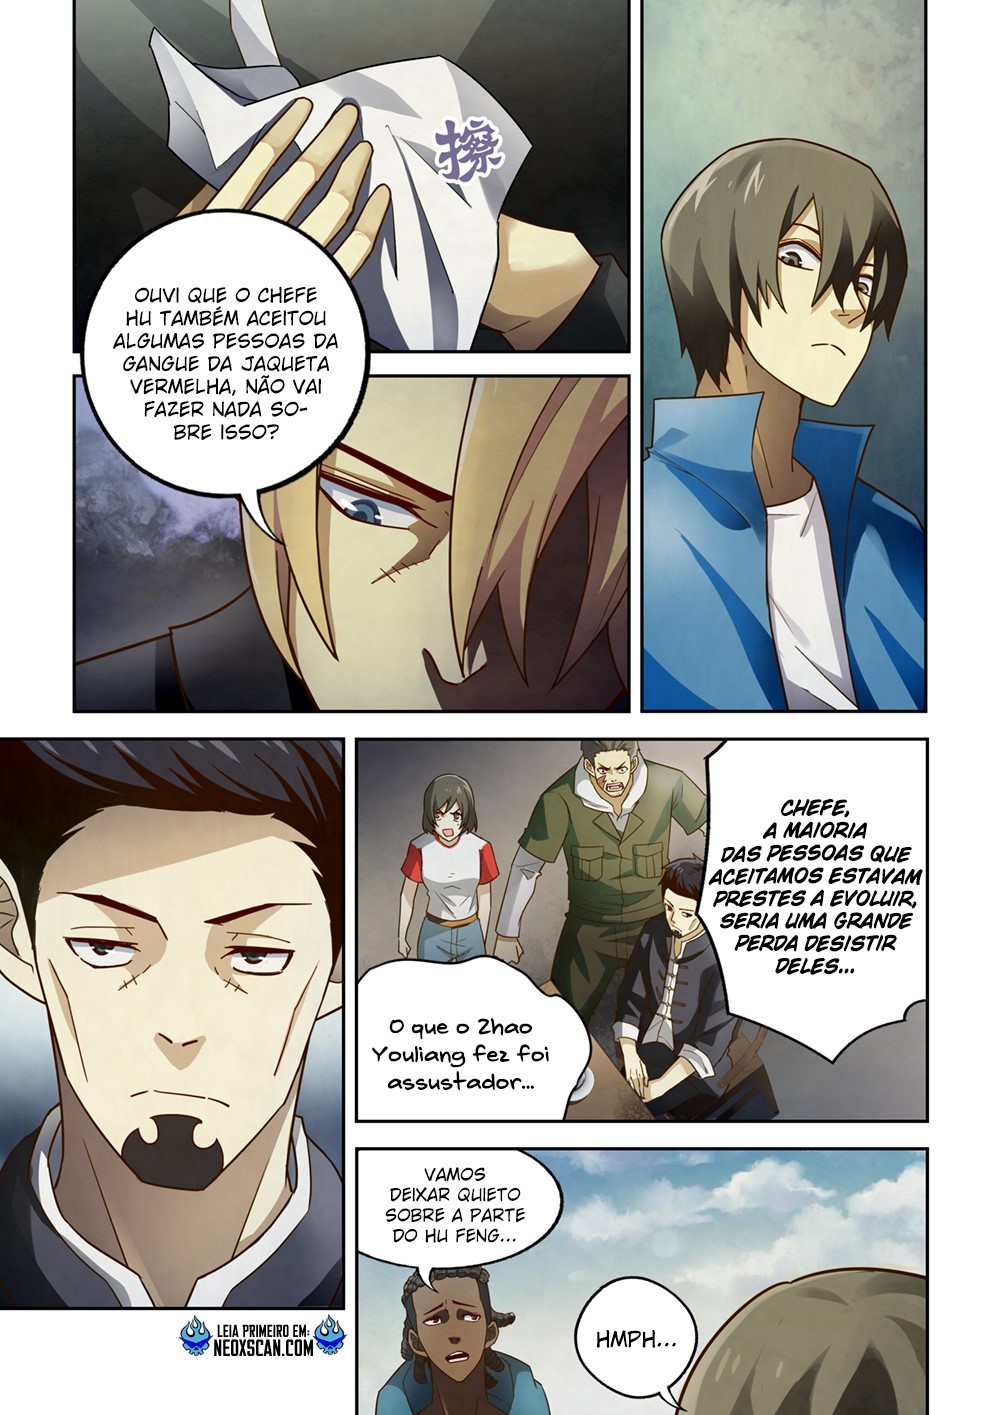 擦
OUVI QUE O CHEFE
HU TAMBÉM ACEITOU
ALGUMAS PESSOAS DA
GANGUE DA JAQUETA
VERMELHA, NÃO VAI
FAZER NADA SO-
BRE ISSO?
CHEFE,
A MAIORIA
DAS PESSOAS QUE
ACEITAMOS ESTAVAM
PRESTES A EVOLUIR,
SERIA UMA GRANDE
PERDA DESISTIR
DELES...
O que o Zhao
Youliang fez foi
assustador...
VAMOS
DEIXAR QUIETO
SOBRE A PARTE
DO HU FENG...
HMPH...
LEIA PRIMEIRO EM:
NEOXSCAN.COM